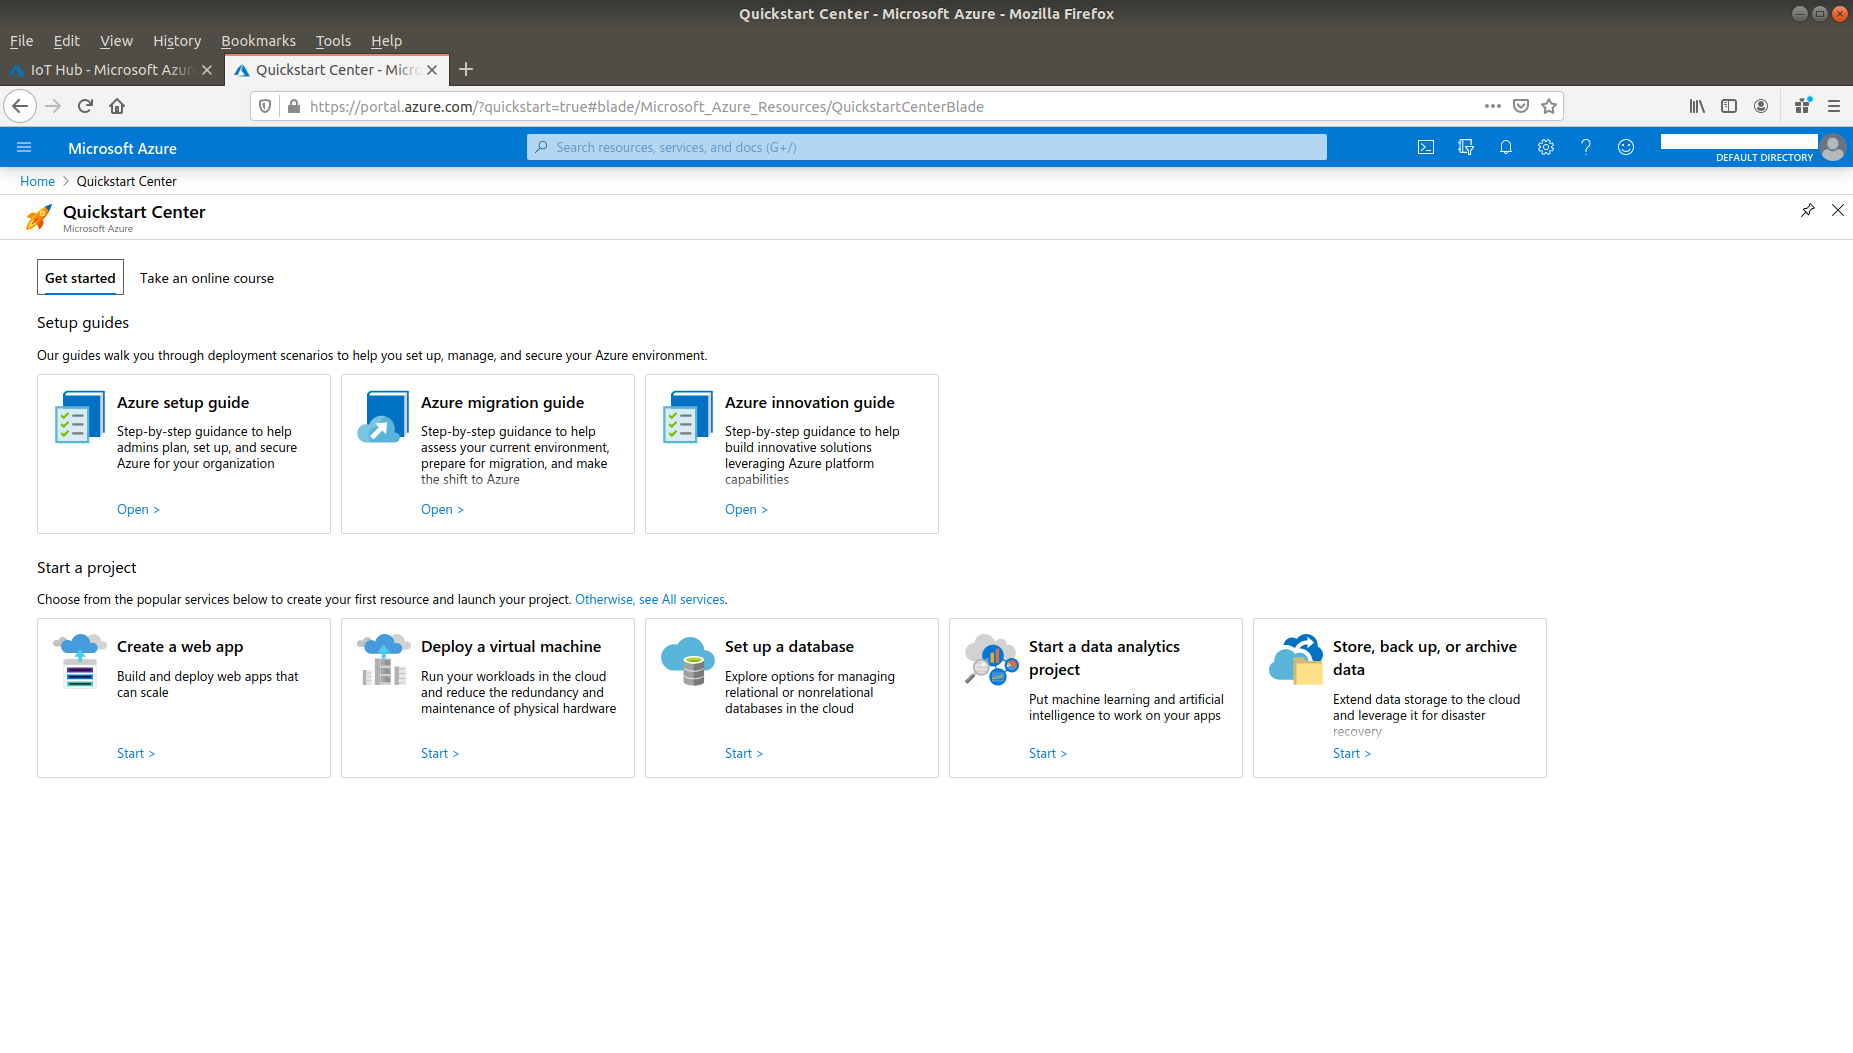 Quickstart Center - Microsoft Azure - Mozilla Firefox
File Edit View History Bookmarks Tools Help
IoT Hub - Microsoft Azur
Quickstart Center - Micro
https://portal.azure.com/?quickstart=true#blade/Microsoft_Azure_Resources/QuickstartCenterBlade
Microsoft Azure
Search resources, services, and docs (G+/)
DEFAULT DIRECTORY
Home > Quickstart Center
Quickstart Center
Microsoft Azure
Get started
Take an online course
Setup guides
Our guides walk you through deployment scenarios to help you set up, manage, and secure your Azure environment.
Azure setup guide
Step-by-step guidance to help
admins plan, set up, and secure
Azure for your organization
Open >
Azure migration guide
Step-by-step guidance to help
assess your current environment,
prepare for migration, and make
the shift to Azure
Open >
Azure innovation guide
Step-by-step guidance to help
build innovative solutions
leveraging Azure platform
capabilities
Open >
Start a project
Choose from the popular services below to create your first resource and launch your project. Otherwise, see All services.
Create a web app
Build and deploy web apps that
can scale
Start >
Deploy a virtual machine
Run your workloads in the cloud
and reduce the redundancy and
maintenance of physical hardware
Start >
Set up a database
Explore options for managing
relational or nonrelational
databases in the cloud
Start >
Start a data analytics
project
Put machine learning and artificial
intelligence to work on your apps
Start >
Store, back up, or archive
data
Extend data storage to the cloud
and leverage it for disaster
recovery
Start >